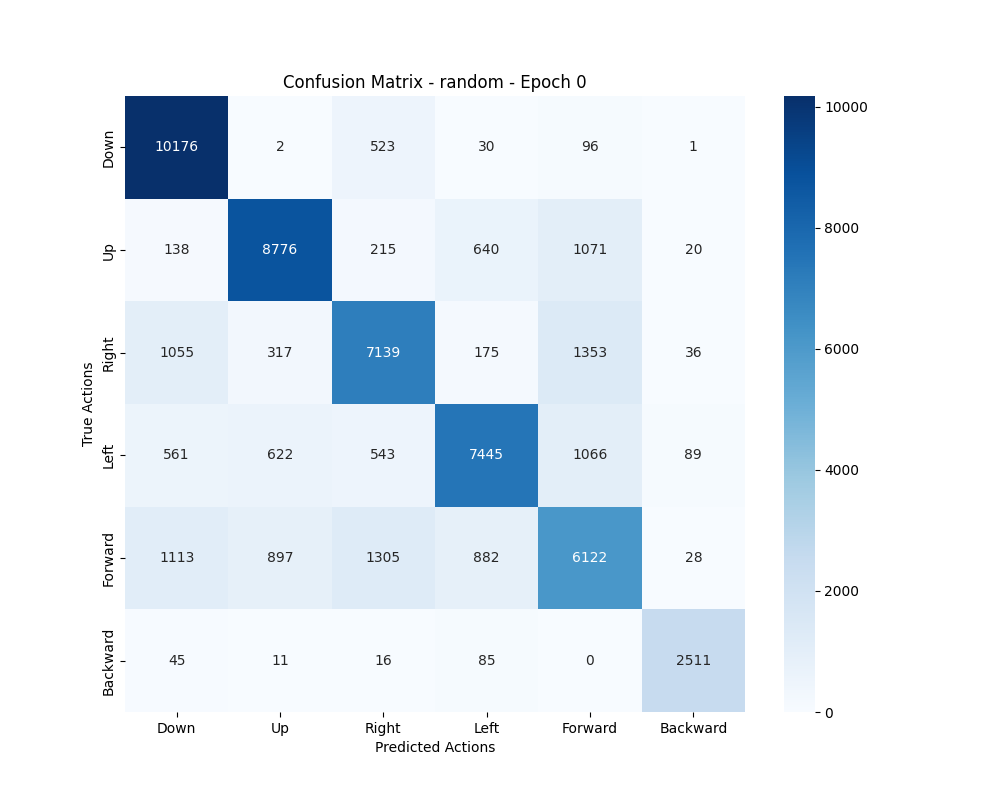 Confusion Matrix - random - Epoch 0
True Actions
Down 10176 2 523 30 96 1
Up 138 8776 215 640 1071 20
Right 1055 317 7139 175 1353 36
Left 561 622 543 7445 1066 89
Forward 1113 897 1305 882 6122 28
Backward 45 11 16 85 0 2511
Down Up Right Left Forward Backward
Predicted Actions
10000
8000
6000
4000
2000
0